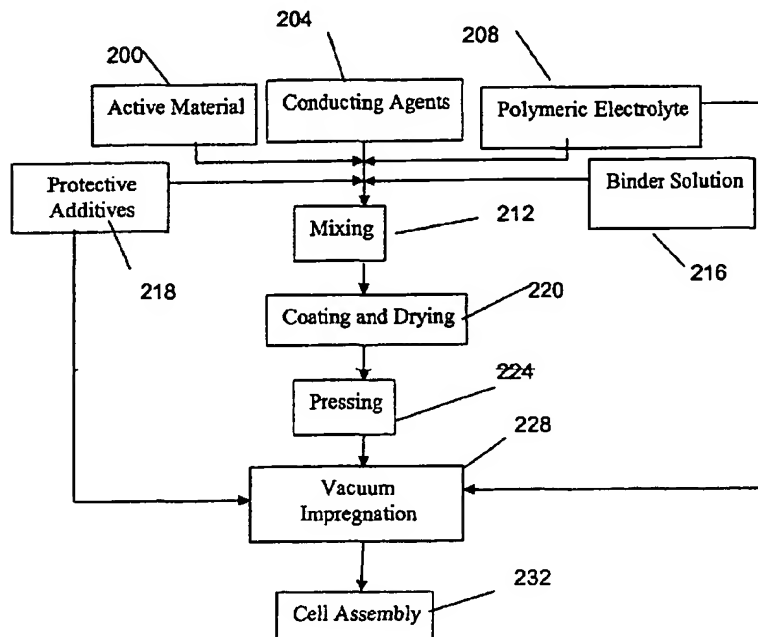 204
200
208
Active Material
Conducting Agents
Polymeric Electrolyte
Protective
Additives
Binder Solution
Mixing
212
218
216
220
Coating and Drying
224
Pressing
228
Vacuum
Impregnation
232
Cell Assembly